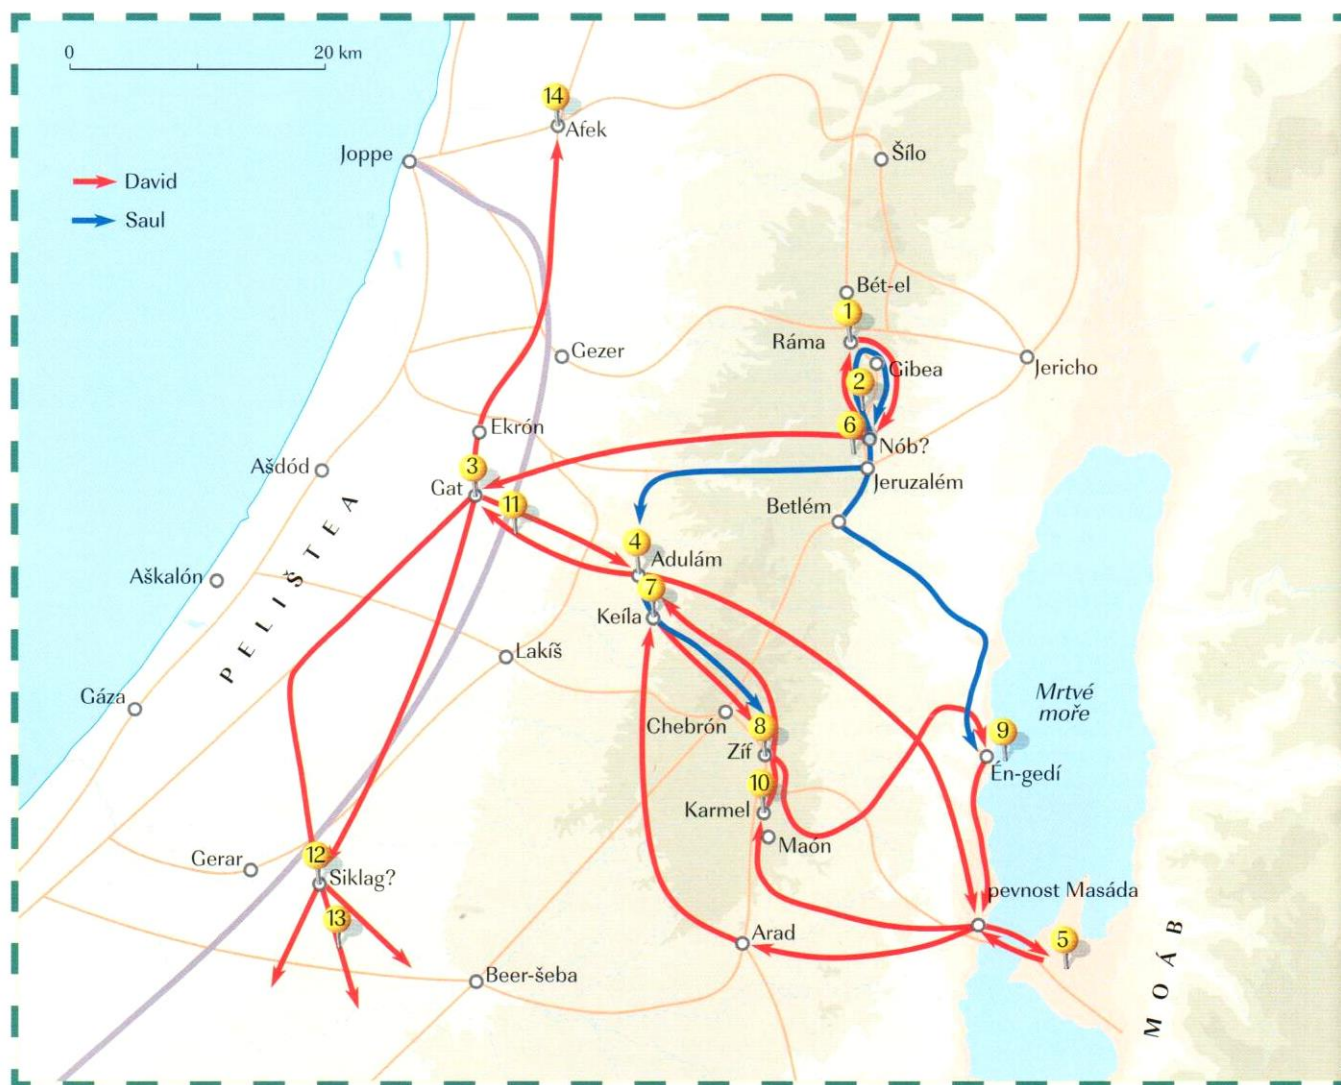 0 20 km
14
Afek
Joppe
Šílo
David
Saul
Bét-el
1
Ráma
Gezer
Gibea
Jericho
2
6
Ekrón
Nób?
Ašdód
3
Gat
Jeruzalém
11
Betlém
4
Adulám
Aškalón
7
Keíla
PELIŠTEA
Lakíš
Gáza
Mrtvé
moře
Chebrón
8
9
Zíf
Én-gedí
10
Karmel
Maón
12
Gerar
Siklag?
pevnost Masáda
13
Arad
5
Beer-šeba
MOÁB